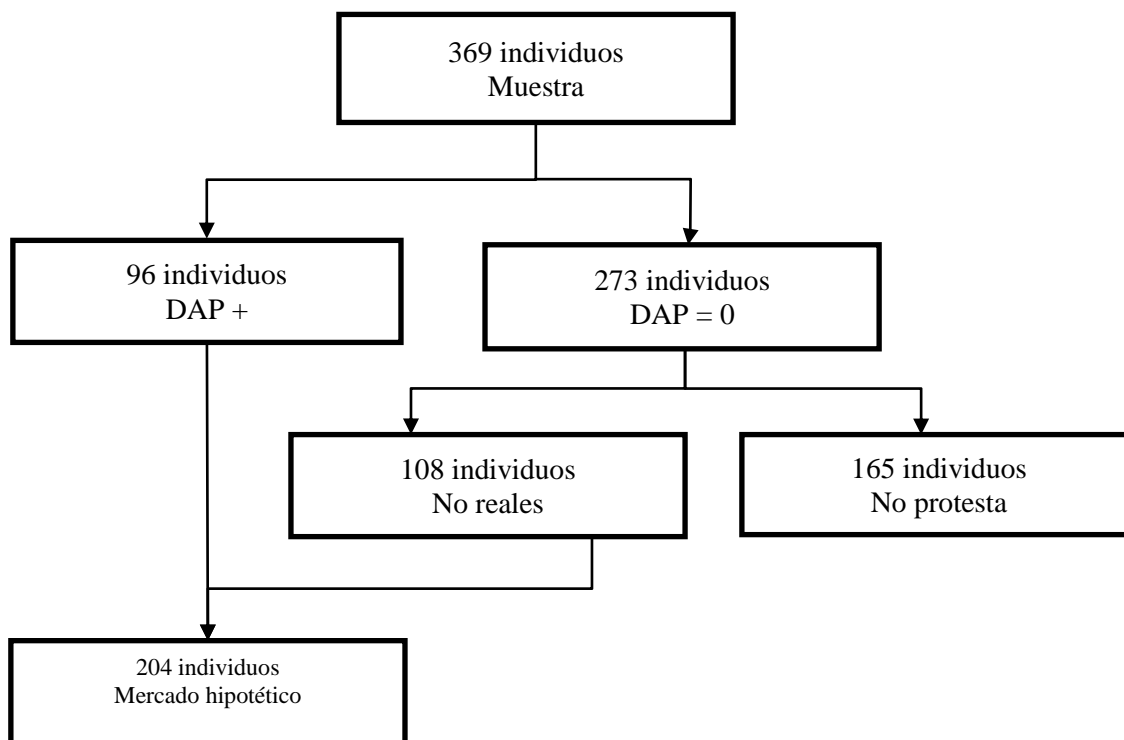 369 individuos
Muestra
96 individuos
DAP +
273 individuos
DAP = 0
108 individuos
No reales
165 individuos
No protesta
204 individuos
Mercado hipotético